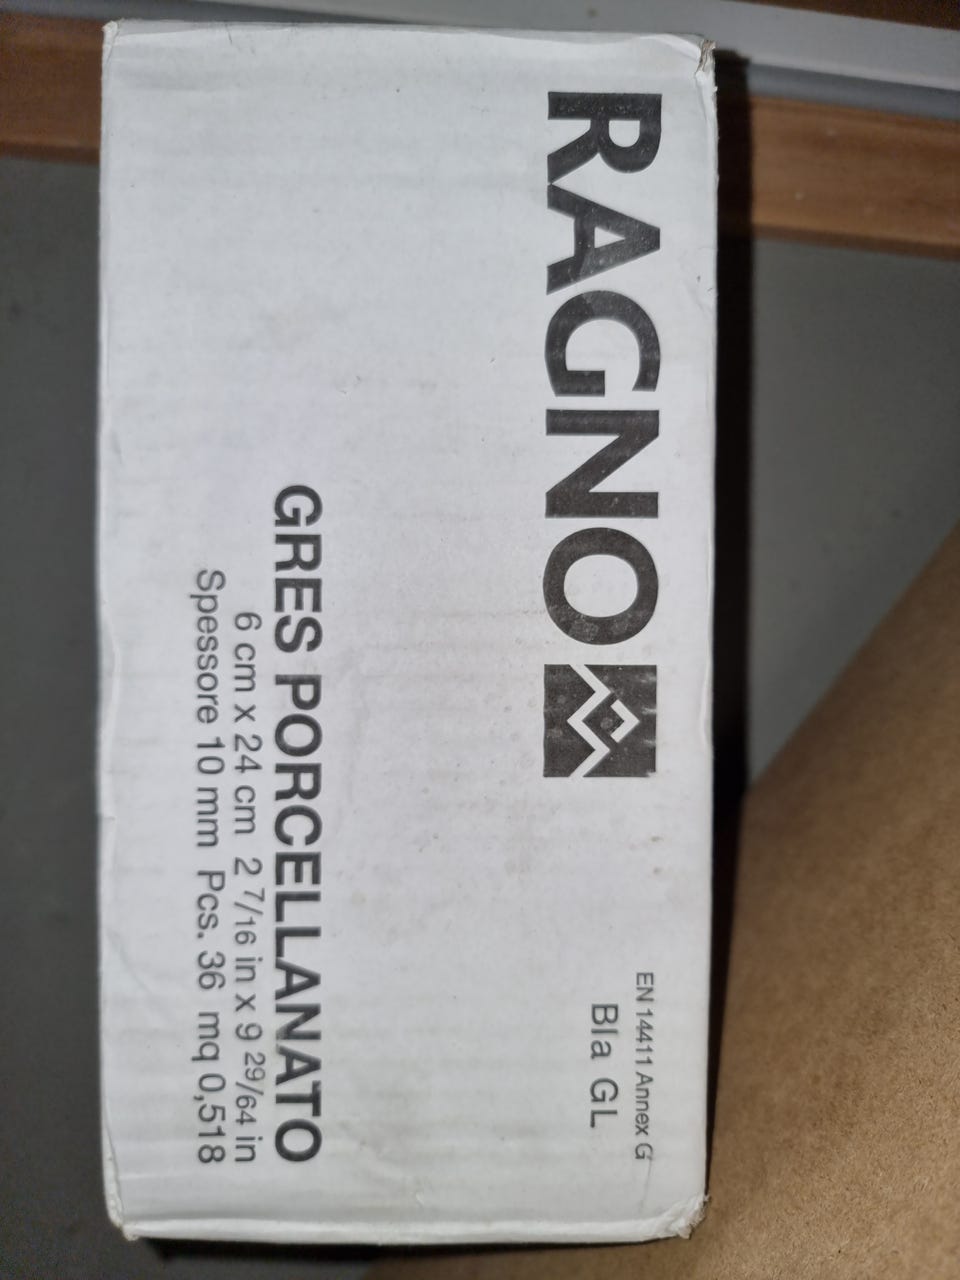 RAGNO
EN 14411 Annex G
BIa GL
GRES PORCELLANATO
6 cm x 24 cm 2 7/16 in x 9 29/64 in
Spessore 10 mm Pcs. 36 mq 0,518